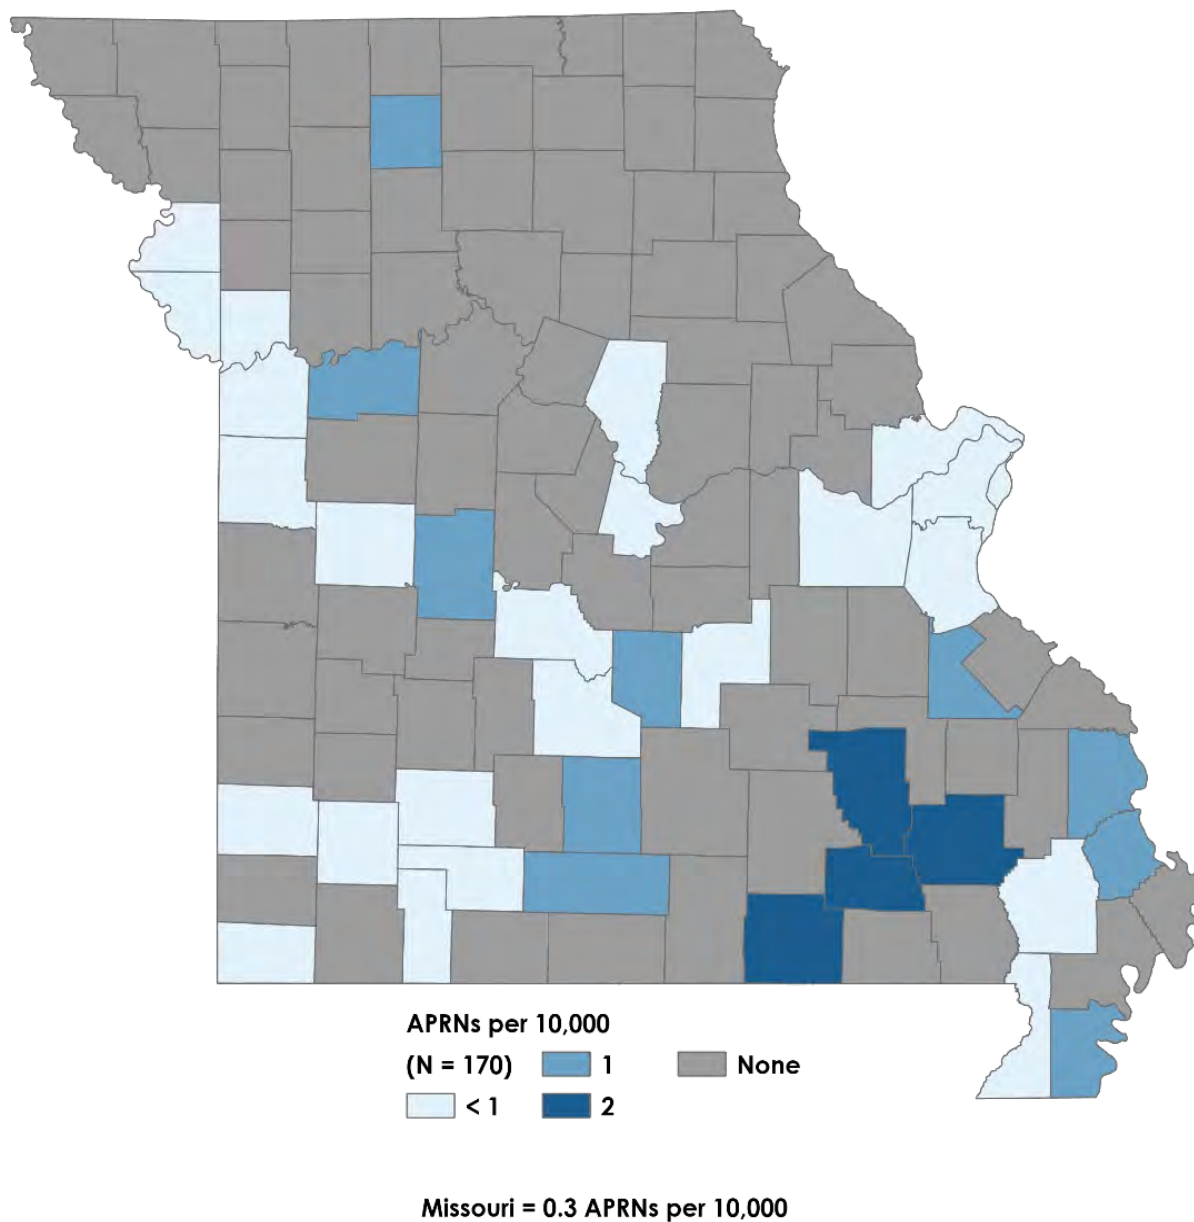 APRNs per 10,000
(N = 170) 1 None
< 1 2
Missouri = 0.3 APRNs per 10,000